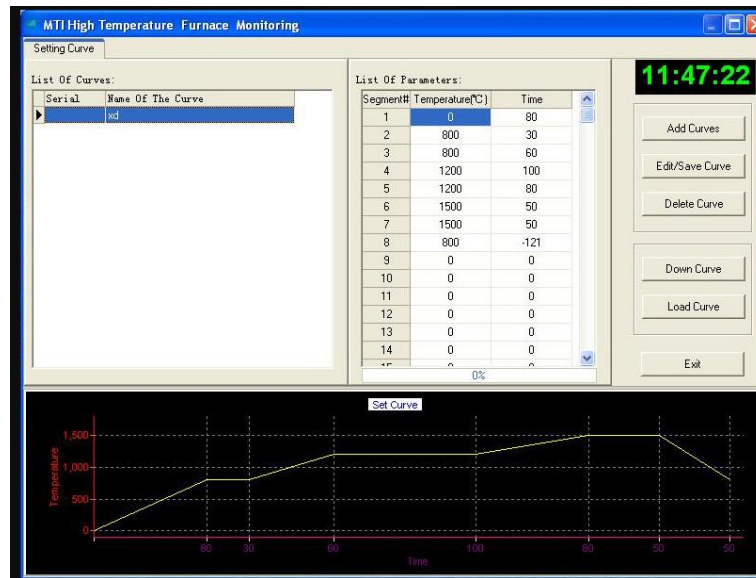 MTI High Temperature Furnace Monitoring
Setting Curve
List Of Curves:
Serial Name Of The Curve
xd
List Of Parameters:
Segment# Temperature(℃) Time
1 0 80
2 800 30
3 800 60
4 1200 100
5 1200 80
6 1500 50
7 1500 50
8 800 -121
9 0 0
10 0 0
11 0 0
12 0 0
13 0 0
14 0 0
15 0 0
0%
11:47:22
Add Curves
Edit/Save Curve
Delete Curve
Down Curve
Load Curve
Exit
Set Curve
Temperature
1,500
1,000
500
0
80 30 60 100 80 50 50
Time